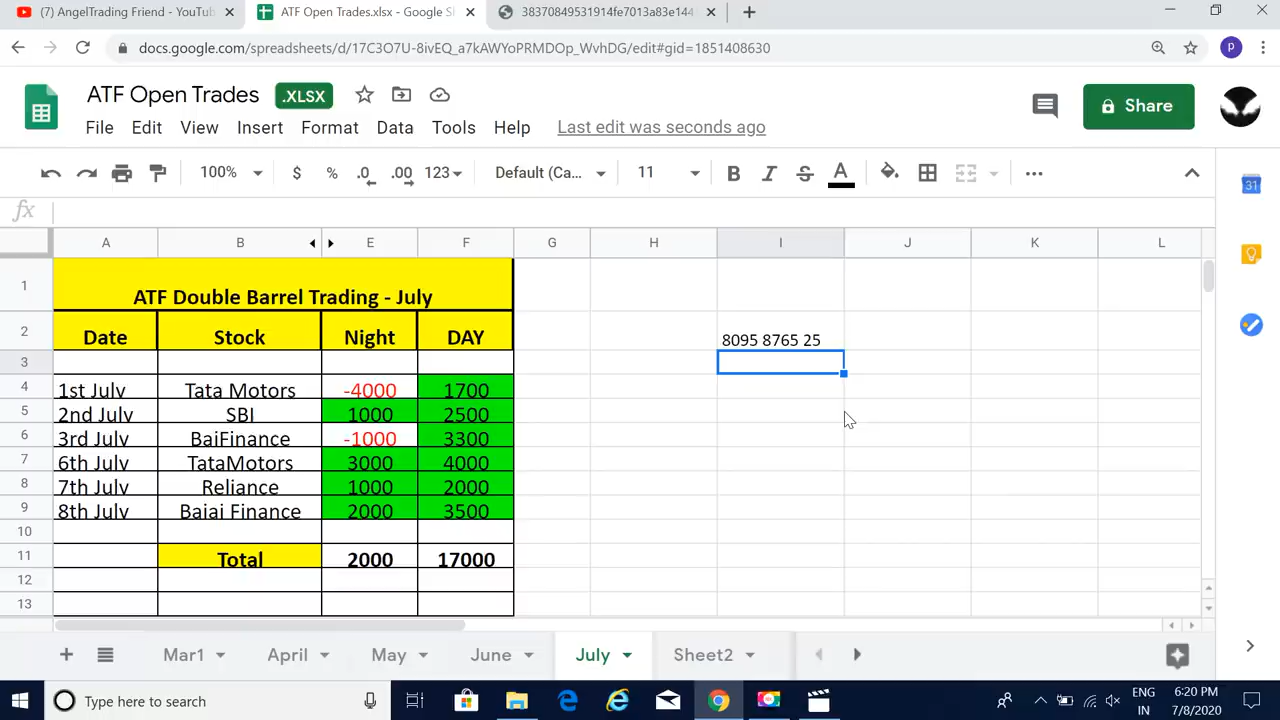 (7) AngelTrading Friend - YouTub
ATF Open Trades.xlsx - Google Sh
38370849531914fe7013a83e144
docs.google.com/spreadsheets/d/17C3O7U-8ivEQ_a7kAWYoPRMDOp_WvhDG/edit#gid=1851408630
P
ATF Open Trades .XLSX
Share
File Edit View Insert Format Data Tools Help Last edit was seconds ago
100% $ % .0 .00 123 Default (Ca... 11 B I S A
31
fx
A B E F G H I J K L
1 ATF Double Barrel Trading - July
2 Date Stock Night DAY 8095 8765 25
3
4 1st July Tata Motors -4000 1700
5 2nd July SBI 1000 2500
6 3rd July BajFinance -1000 3300
7 6th July TataMotors 3000 4000
8 7th July Reliance 1000 2000
9 8th July Bajaj Finance 2000 3500
10
11 Total 2000 17000
12
13
Mar1 April May June July Sheet2
Type here to search
ENG
IN
6:20 PM
7/8/2020